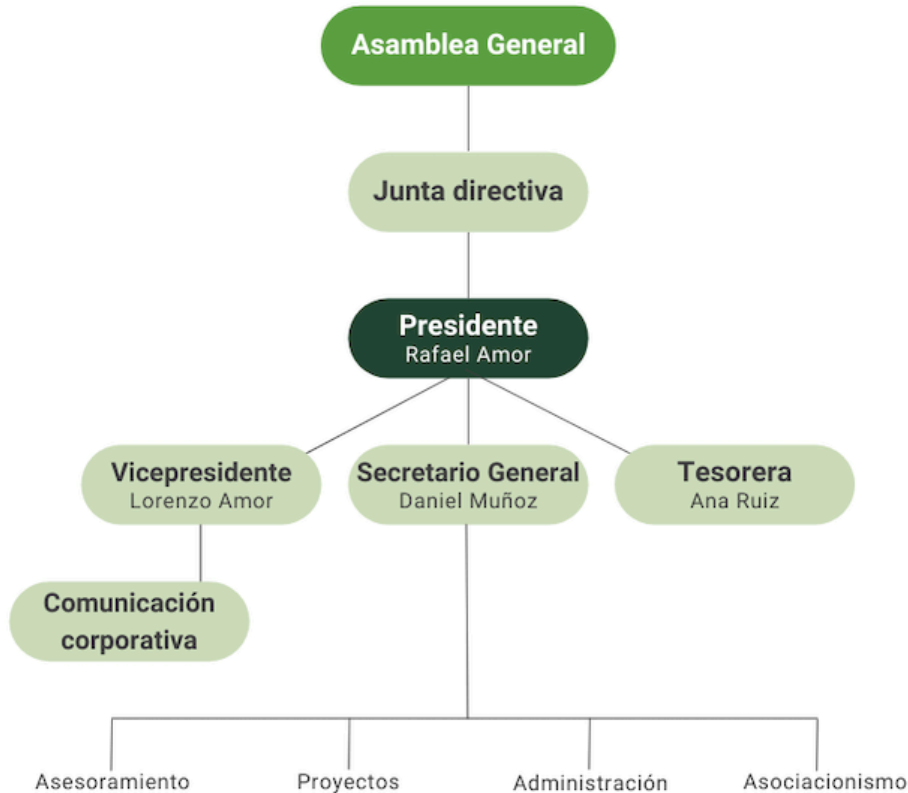 Asamblea General
Junta directiva
Presidente
Rafael Amor
Vicepresidente
Lorenzo Amor
Secretario General
Daniel Muñoz
Tesorera
Ana Ruiz
Comunicación
corporativa
Asesoramiento
Proyectos
Administración
Asociacionismo